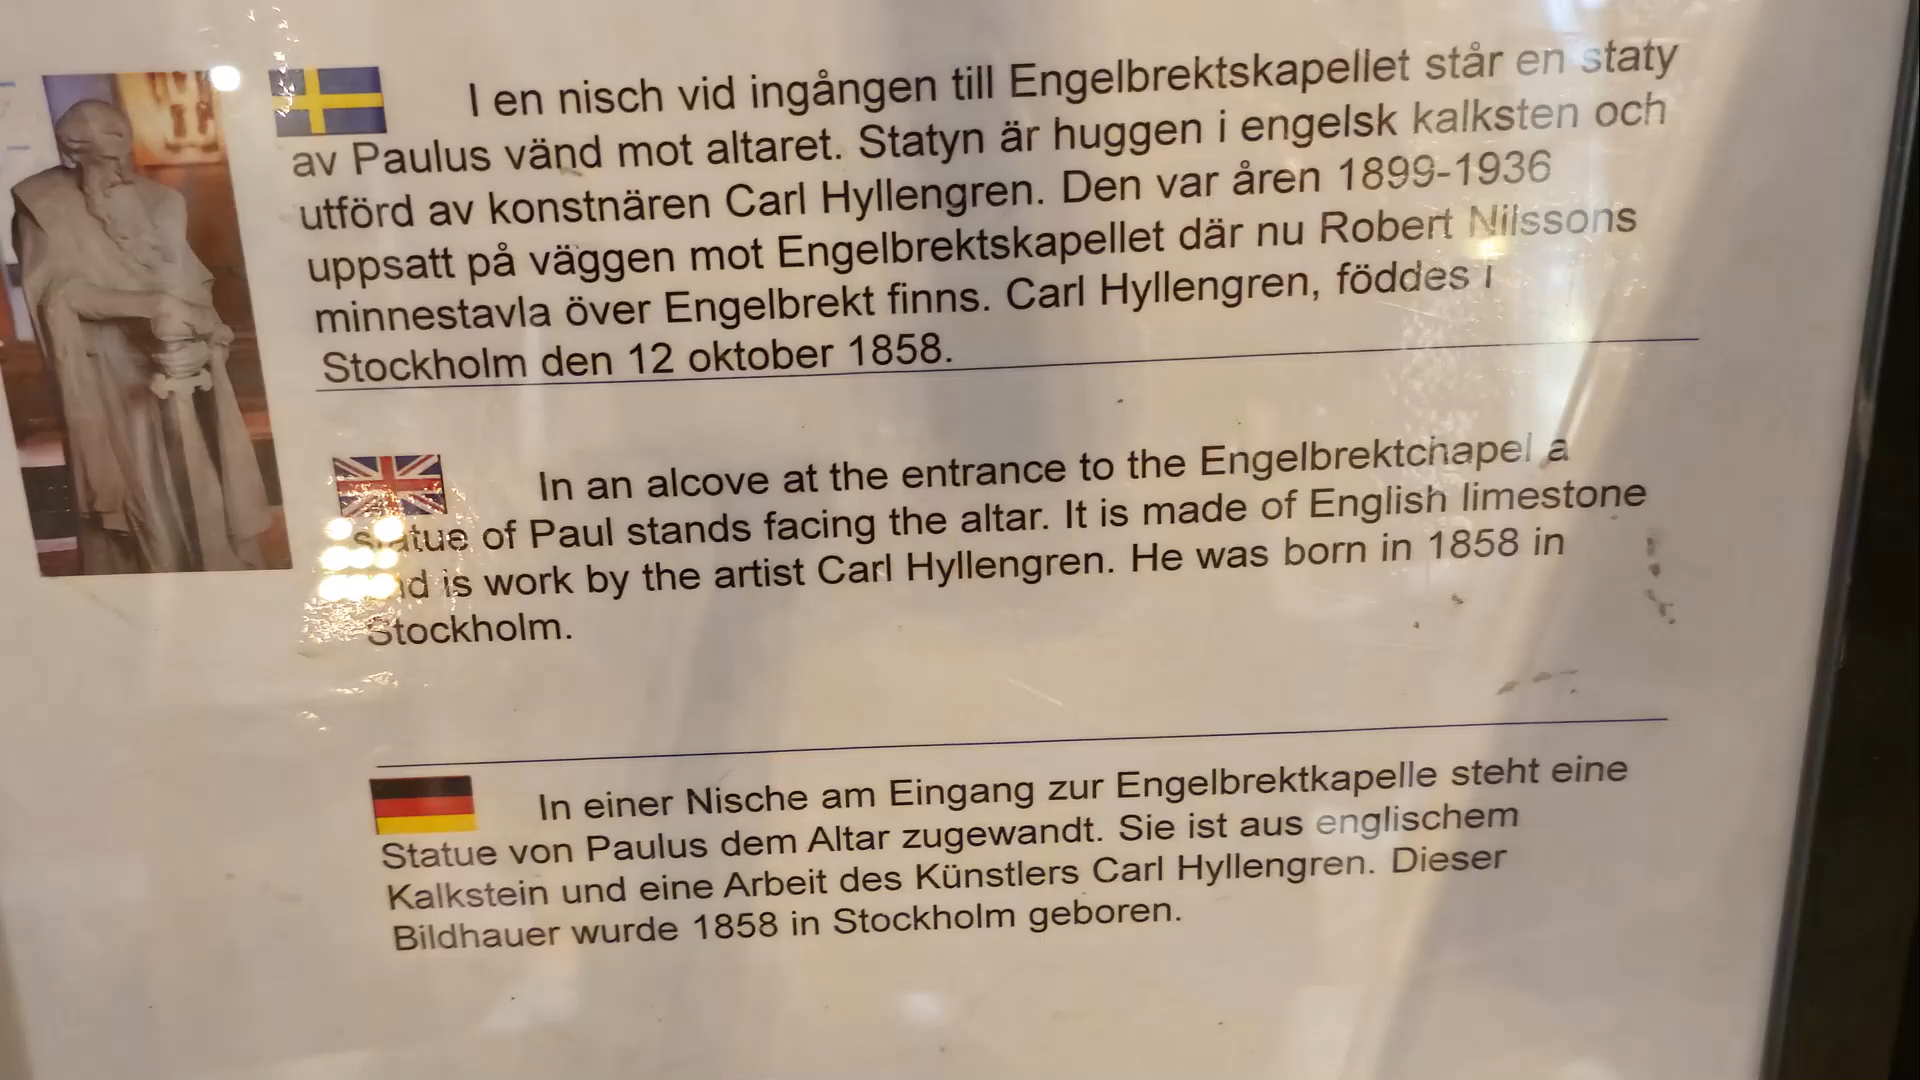 I en nisch vid ingången till Engelbrektskapellet står en staty
av Paulus vänd mot altaret. Statyn är huggen i engelsk kalksten och
utförd av konstnären Carl Hyllengren. Den var åren 1899-1936
uppsatt på väggen mot Engelbrektskapellet där nu Robert Nilssons
minnestavla över Engelbrekt finns. Carl Hyllengren, föddes i
Stockholm den 12 oktober 1858.
In an alcove at the entrance to the Engelbrektchapel a
statue of Paul stands facing the altar. It is made of English limestone
and is work by the artist Carl Hyllengren. He was born in 1858 in
Stockholm.
In einer Nische am Eingang zur Engelbrektkapelle steht eine
Statue von Paulus dem Altar zugewandt. Sie ist aus englischem
Kalkstein und eine Arbeit des Künstlers Carl Hyllengren. Dieser
Bildhauer wurde 1858 in Stockholm geboren.